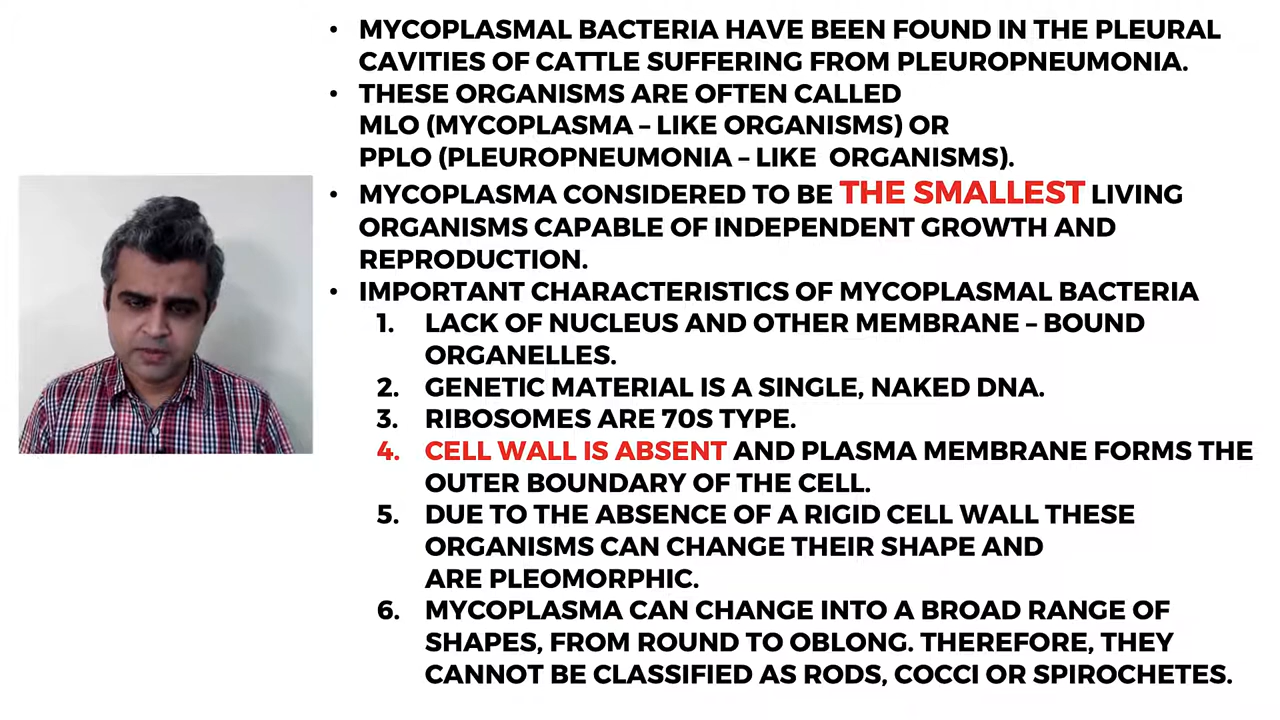 • MYCOPLASMAL BACTERIA HAVE BEEN FOUND IN THE PLEURAL
CAVITIES OF CATTLE SUFFERING FROM PLEUROPNEUMONIA.
• THESE ORGANISMS ARE OFTEN CALLED
MLO (MYCOPLASMA – LIKE ORGANISMS) OR
PPLO (PLEUROPNEUMONIA – LIKE ORGANISMS).
• MYCOPLASMA CONSIDERED TO BE THE SMALLEST LIVING
ORGANISMS CAPABLE OF INDEPENDENT GROWTH AND
REPRODUCTION.
• IMPORTANT CHARACTERISTICS OF MYCOPLASMAL BACTERIA
1. LACK OF NUCLEUS AND OTHER MEMBRANE – BOUND
ORGANELLES.
2. GENETIC MATERIAL IS A SINGLE, NAKED DNA.
3. RIBOSOMES ARE 70S TYPE.
4. CELL WALL IS ABSENT AND PLASMA MEMBRANE FORMS THE
OUTER BOUNDARY OF THE CELL.
5. DUE TO THE ABSENCE OF A RIGID CELL WALL THESE
ORGANISMS CAN CHANGE THEIR SHAPE AND
ARE PLEOMORPHIC.
6. MYCOPLASMA CAN CHANGE INTO A BROAD RANGE OF
SHAPES, FROM ROUND TO OBLONG. THEREFORE, THEY
CANNOT BE CLASSIFIED AS RODS, COCCI OR SPIROCHETES.